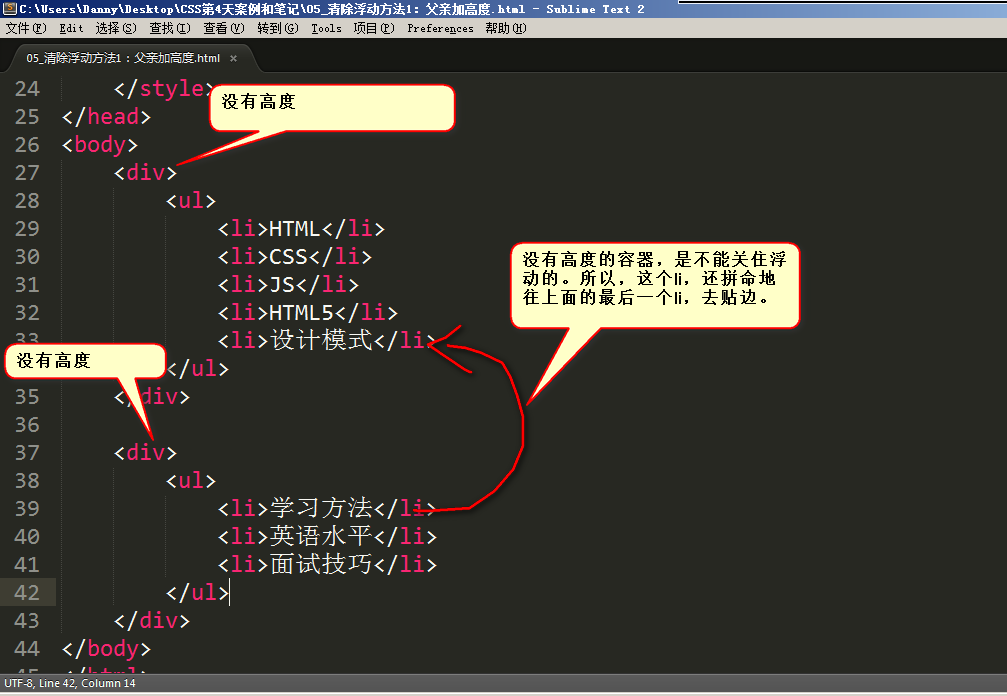 C:\Users\Danny\Desktop\CSS第4天案例和笔记\05_清除浮动方法1：父亲加高度.html - Sublime Text 2
文件(F) Edit 选择(S) 查找(I) 查看(V) 转到(G) Tools 项目(P) Preferences 帮助(H)
05_清除浮动方法1：父亲加高度.html ×
24 </style>
没有高度
25 </head>
26 <body>
27 <div>
28 <ul>
29 <li>HTML</li>
30 <li>CSS</li>
31 <li>JS</li>
32 <li>HTML5</li>
33 <li>设计模式</li>
没有高度的容器，是不能关住浮
动的。所以，这个li，还拼命地
往上面的最后一个li，去贴边。
没有高度
</ul>
35 </div>
36
37 <div>
38 <ul>
39 <li>学习方法</li>
40 <li>英语水平</li>
41 <li>面试技巧</li>
42 </ul>
43 </div>
44 </body>
45 </html>
UTF-8, Line 42, Column 14